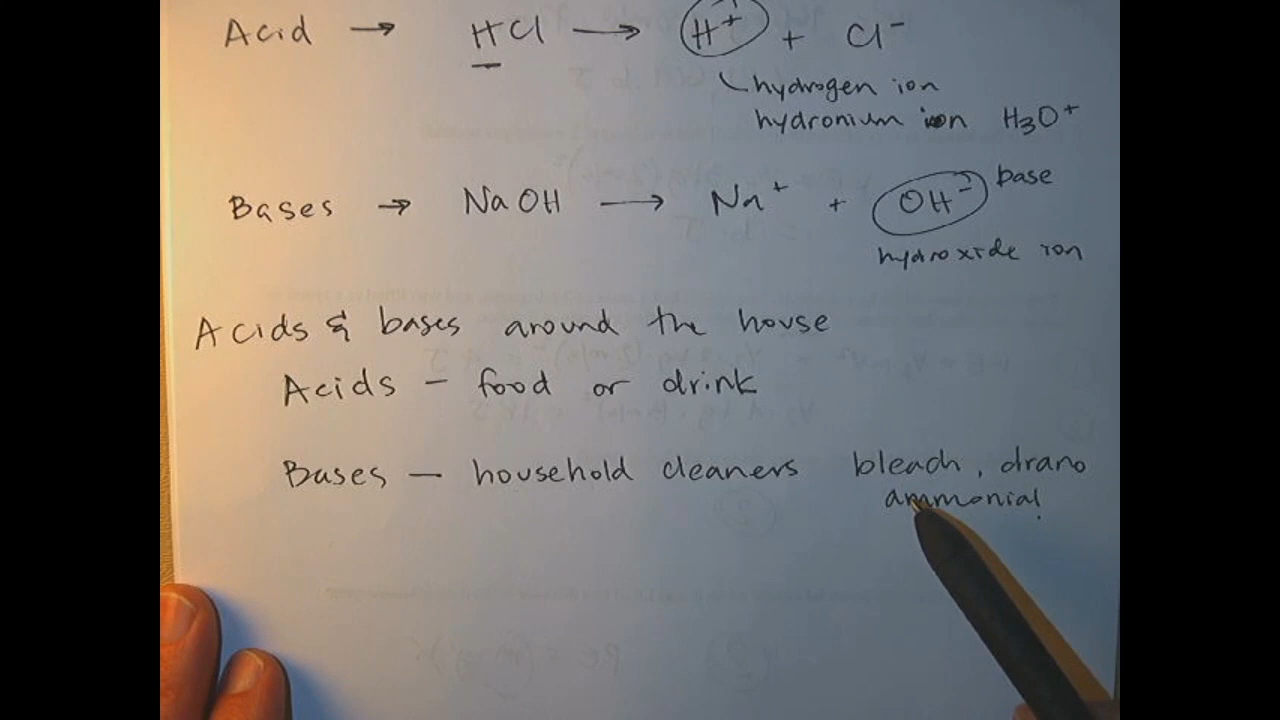 Acid → HCl → H+ + Cl-
hydrogen ion
hydronium ion H3O+
base
Bases → NaOH → Na+ + OH-
hydroxide ion
Acids & bases around the house
Acids - food or drink
Bases — household cleaners bleach, drano
ammonia!